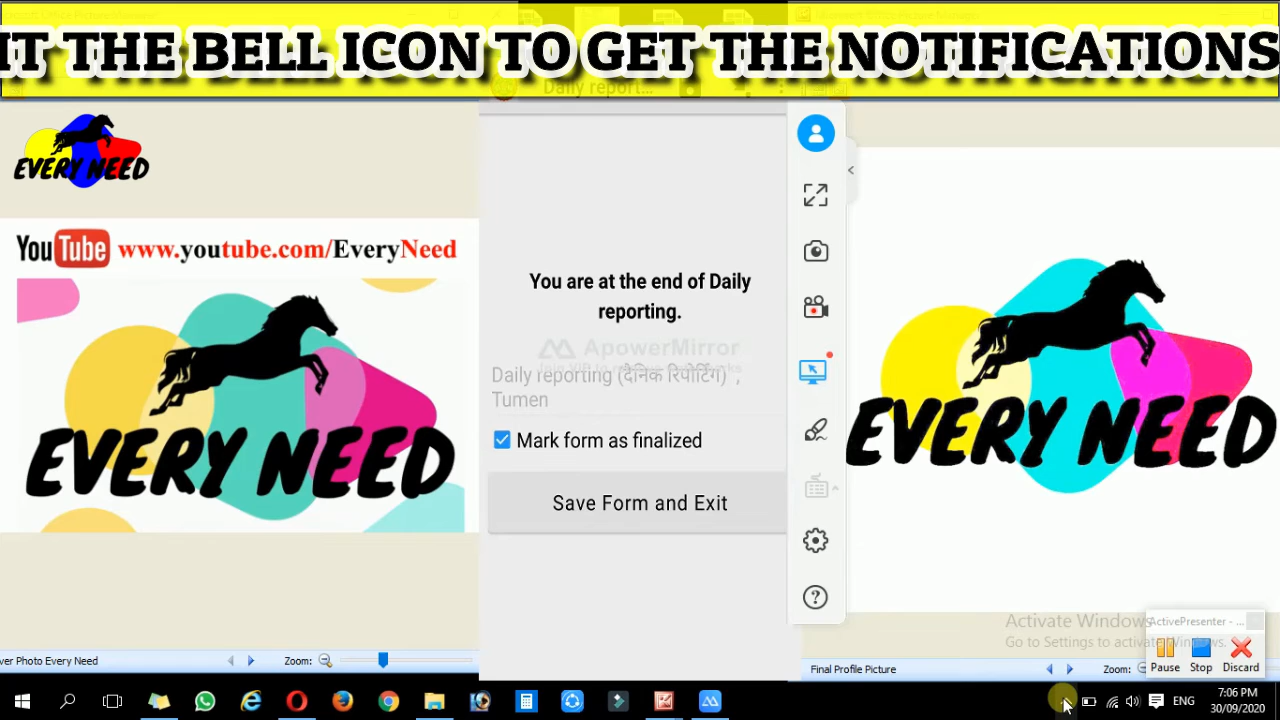 IT THE BELL ICON TO GET THE NOTIFICATIONS
Daily report...
EVERY NEED
YouTube www.youtube.com/EveryNeed
EVERY NEED
You are at the end of Daily
reporting.
ApowerMirror
Daily reporting (दैनिक रिपोर्टिंग) ,
Tumen
Mark form as finalized
Save Form and Exit
EVERY NEED
Activate Windows
Go to Settings to activate Windows.
ActivePresenter - ...
Pause Stop Discard
ver Photo Every Need
Zoom:
Final Profile Picture
Zoom:
ENG
7:06 PM
30/09/2020